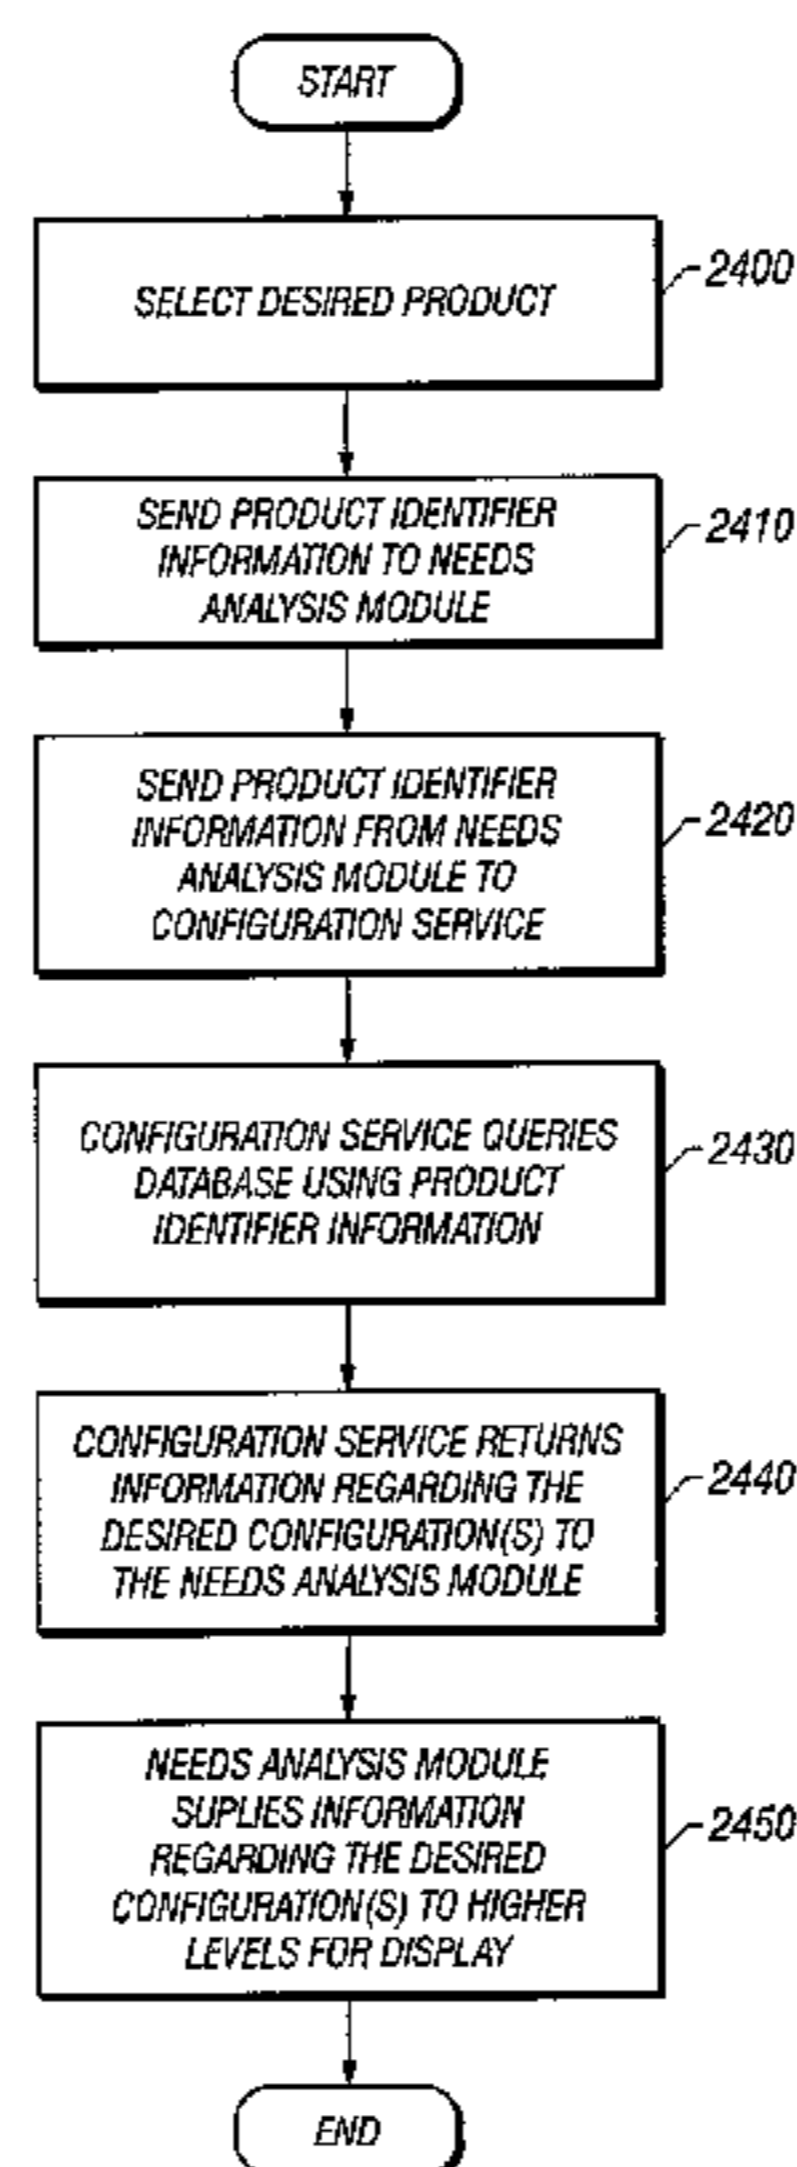 START
SELECT DESIRED PRODUCT
2400
SEND PRODUCT IDENTIFIER
INFORMATION TO NEEDS
ANALYSIS MODULE
2410
SEND PRODUCT IDENTIFIER
INFORMATION FROM NEEDS
ANALYSIS MODULE TO
CONFIGURATION SERVICE
2420
CONFIGURATION SERVICE QUERIES
DATABASE USING PRODUCT
IDENTIFIER INFORMATION
2430
CONFIGURATION SERVICE RETURNS
INFORMATION REGARDING THE
DESIRED CONFIGURATION(S) TO
THE NEEDS ANALYSIS MODULE
2440
NEEDS ANALYSIS MODULE
SUPLIES INFORMATION
REGARDING THE DESIRED
CONFIGURATION(S) TO HIGHER
LEVELS FOR DISPLAY
2450
END